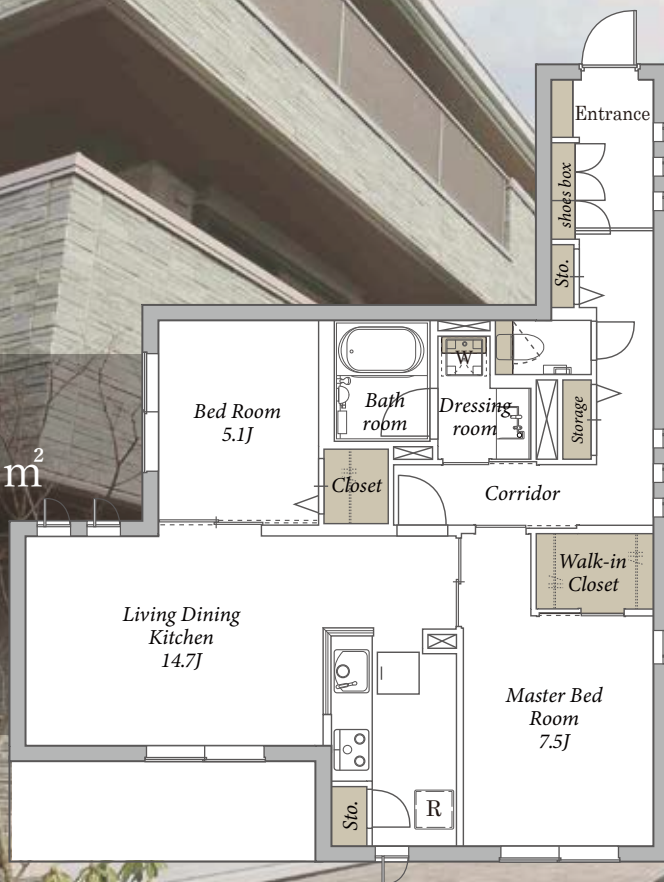 Entrance
shoes box
Sto.
W
Bed Room
5.1J
Bath
room
Dressing
room
Storage
m²
Closet
Corridor
Walk-in
Closet
Living Dining
Kitchen
14.7J
Master Bed
Room
7.5J
Sto.
R